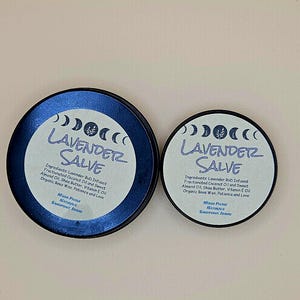 LAVENDER
SALVE
Ingredients: Lavender Bub Infused
Fractionated Coconut Oil and Sweet
Almond Oil, Shea Butter, Vitamin E Oil
Organic Bees Wax, Patience and Love
LAVENDER
SALVE
Ingredients: Lavender Bub Infused
Fractionated Coconut Oil and Sweet
Almond Oil, Shea Butter, Vitamin E Oil
Organic Bees Wax, Patience and Love